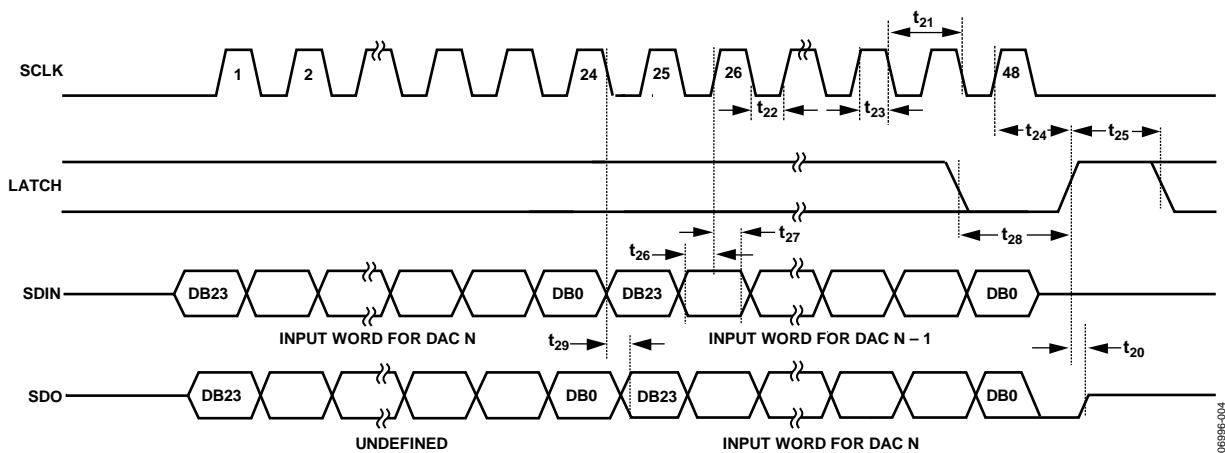 t21
SCLK
1
2
24
25
26
48
t22
t23
t24
t25
LATCH
t28
t27
t26
SDIN
DB23
DB0
DB23
DB0
INPUT WORD FOR DAC N
INPUT WORD FOR DAC N – 1
t29
t20
SDO
DB23
DB0
DB23
DB0
UNDEFINED
INPUT WORD FOR DAC N
06996-004